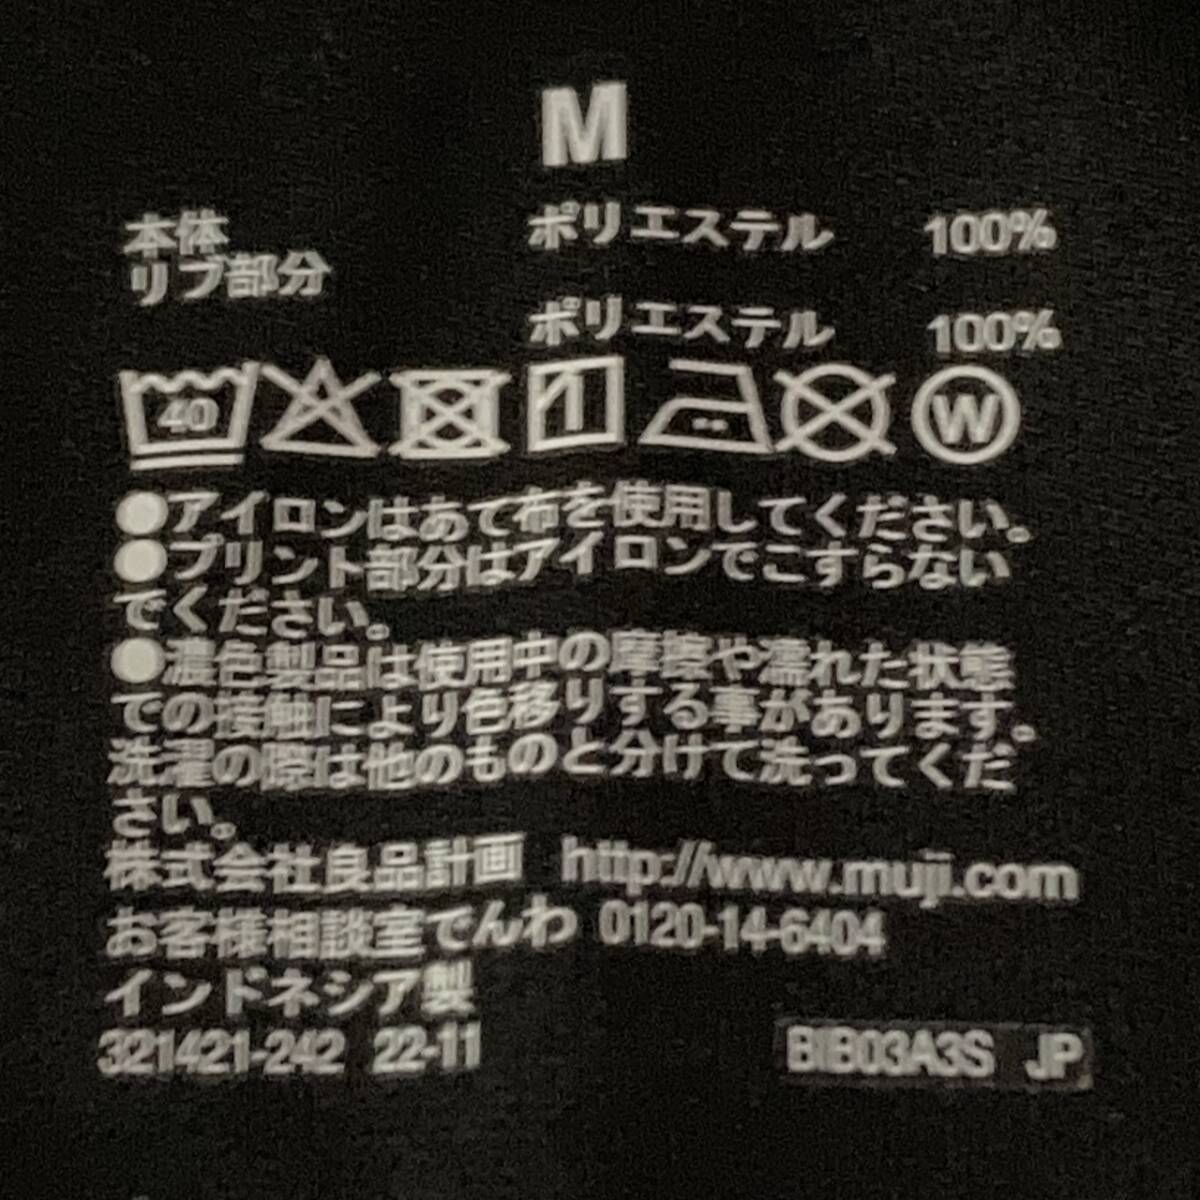 M
本体 ポリエステル 100%
リブ部分
ポリエステル 100%
40
●アイロンはあて布を使用してください。
●プリント部分はアイロンでこすらない
でください。
●濃色製品は使用中の摩擦や濡れた状態
での接触により色移りする事があります。
洗濯の際は他のものと分けて洗ってくだ
さい。
株式会社良品計画 http://www.muji.com
お客様相談室でんわ 0120-14-6404
インドネシア製
321421-242 22-11
BIB03A3S JP
W